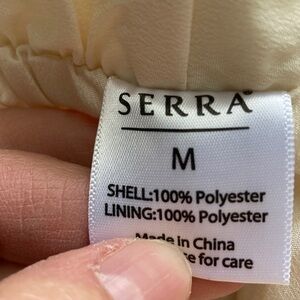 SERRA
M
SHELL:100% Polyester
LINING:100% Polyester
Made in China
for care